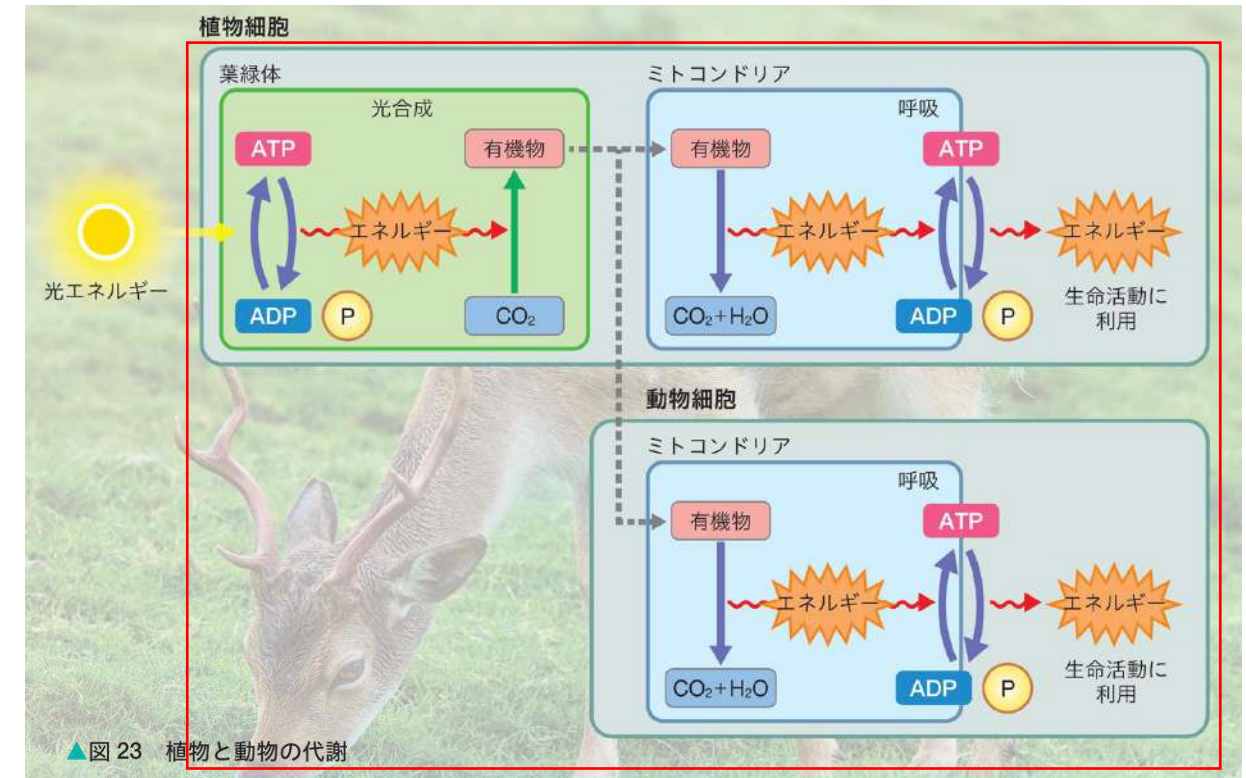 植物細胞
葉緑体
光合成
ATP
有機物
エネルギー
ADP
P
CO₂
光エネルギー
ミトコンドリア
呼吸
有機物
ATP
エネルギー
エネルギー
CO₂+H₂O
ADP
P
生命活動に
利用
動物細胞
ミトコンドリア
呼吸
有機物
ATP
エネルギー
エネルギー
CO₂+H₂O
ADP
P
生命活動に
利用
▲図 23 植物と動物の代謝